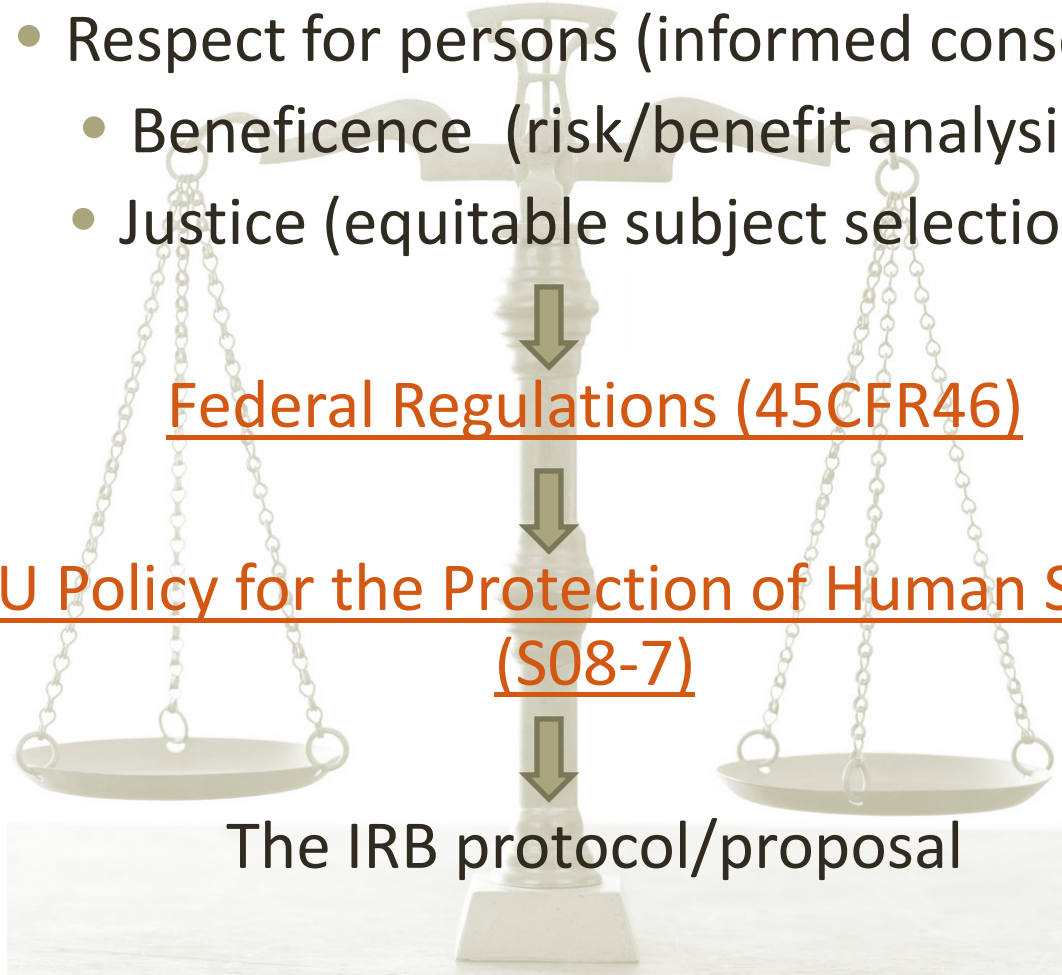 • Respect for persons (informed cons
• Beneficence (risk/benefit analysi
• Justice (equitable subject selectio
Federal Regulations (45CFR46)
U Policy for the Protection of Human S
(S08-7)
The IRB protocol/proposal